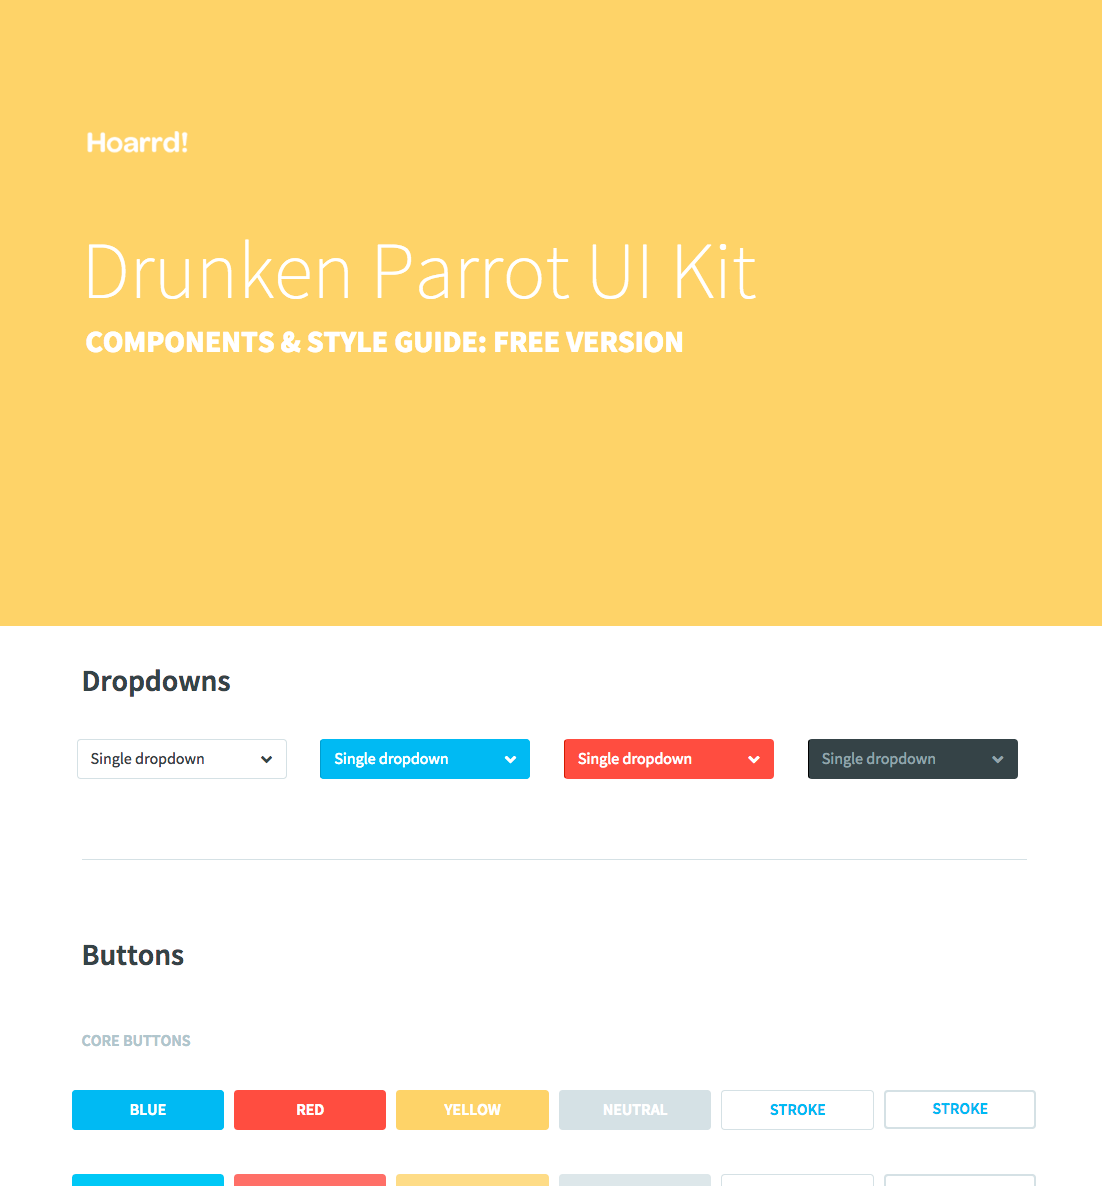 Hoarrd!
Drunken Parrot UI Kit
COMPONENTS & STYLE GUIDE: FREE VERSION
Dropdowns
Single dropdown Single dropdown Single dropdown Single dropdown
Buttons
CORE BUTTONS
BLUE RED YELLOW NEUTRAL STROKE STROKE